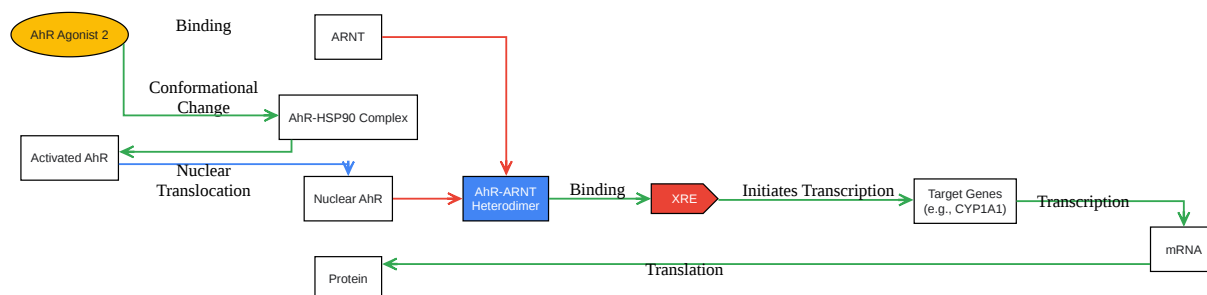 AhR Agonist 2
Binding
ARNT
Conformational
Change
AhR-HSP90 Complex
Activated AhR
Nuclear
Translocation
Nuclear AhR
AhR-ARNT
Heterodimer
Binding
XRE
Initiates Transcription
Target Genes
(e.g., CYP1A1)
Transcription
mRNA
Translation
Protein